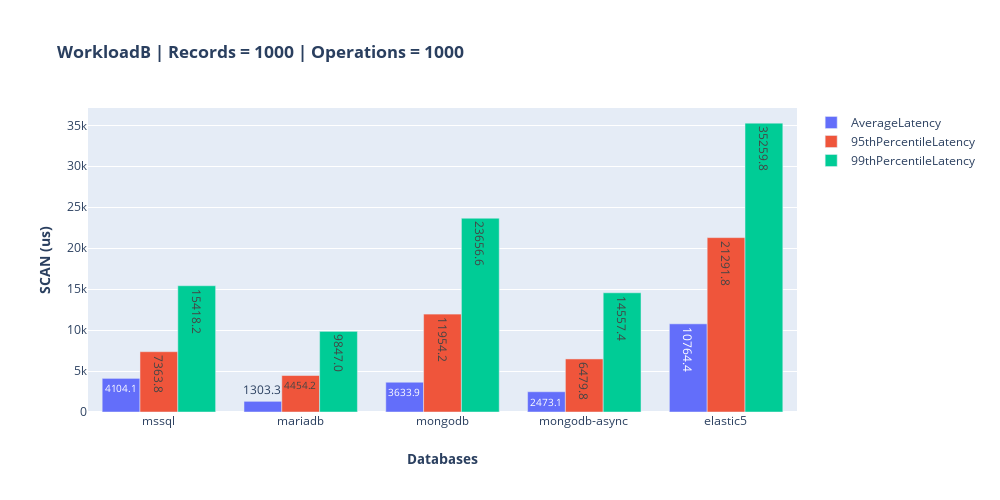 WorkloadB | Records = 1000 | Operations = 1000
AverageLatency
95thPercentileLatency
99thPercentileLatency
SCAN (us)
35k
30k
25k
20k
15k
10k
5k
0
4104.1
7363.8
15418.2
1303.3
4454.2
9847.0
3633.9
11954.2
23656.6
2473.1
6479.8
14557.4
10764.4
21291.8
35259.8
mssql
mariadb
mongodb
mongodb-async
elastic5
Databases